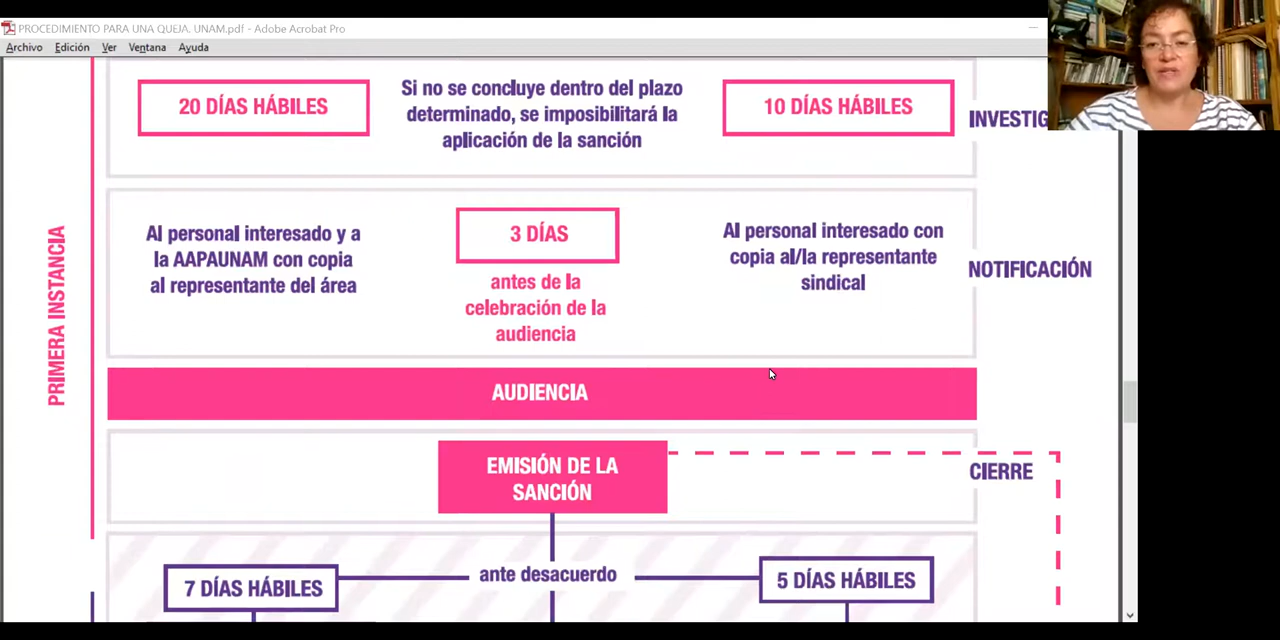 PROCEDIMIENTO PARA UNA QUEJA. UNAM.pdf - Adobe Acrobat Pro
Archivo Edición Ver Ventana Ayuda
20 DÍAS HÁBILES
Si no se concluye dentro del plazo
determinado, se imposibilitará la
aplicación de la sanción
10 DÍAS HÁBILES
INVESTIG
PRIMERA INSTANCIA
Al personal interesado y a
la AAPAUNAM con copia
al representante del área
3 DÍAS
antes de la
celebración de la
audiencia
Al personal interesado con
copia al/la representante
sindical
NOTIFICACIÓN
AUDIENCIA
EMISIÓN DE LA
SANCIÓN
CIERRE
7 DÍAS HÁBILES
ante desacuerdo
5 DÍAS HÁBILES